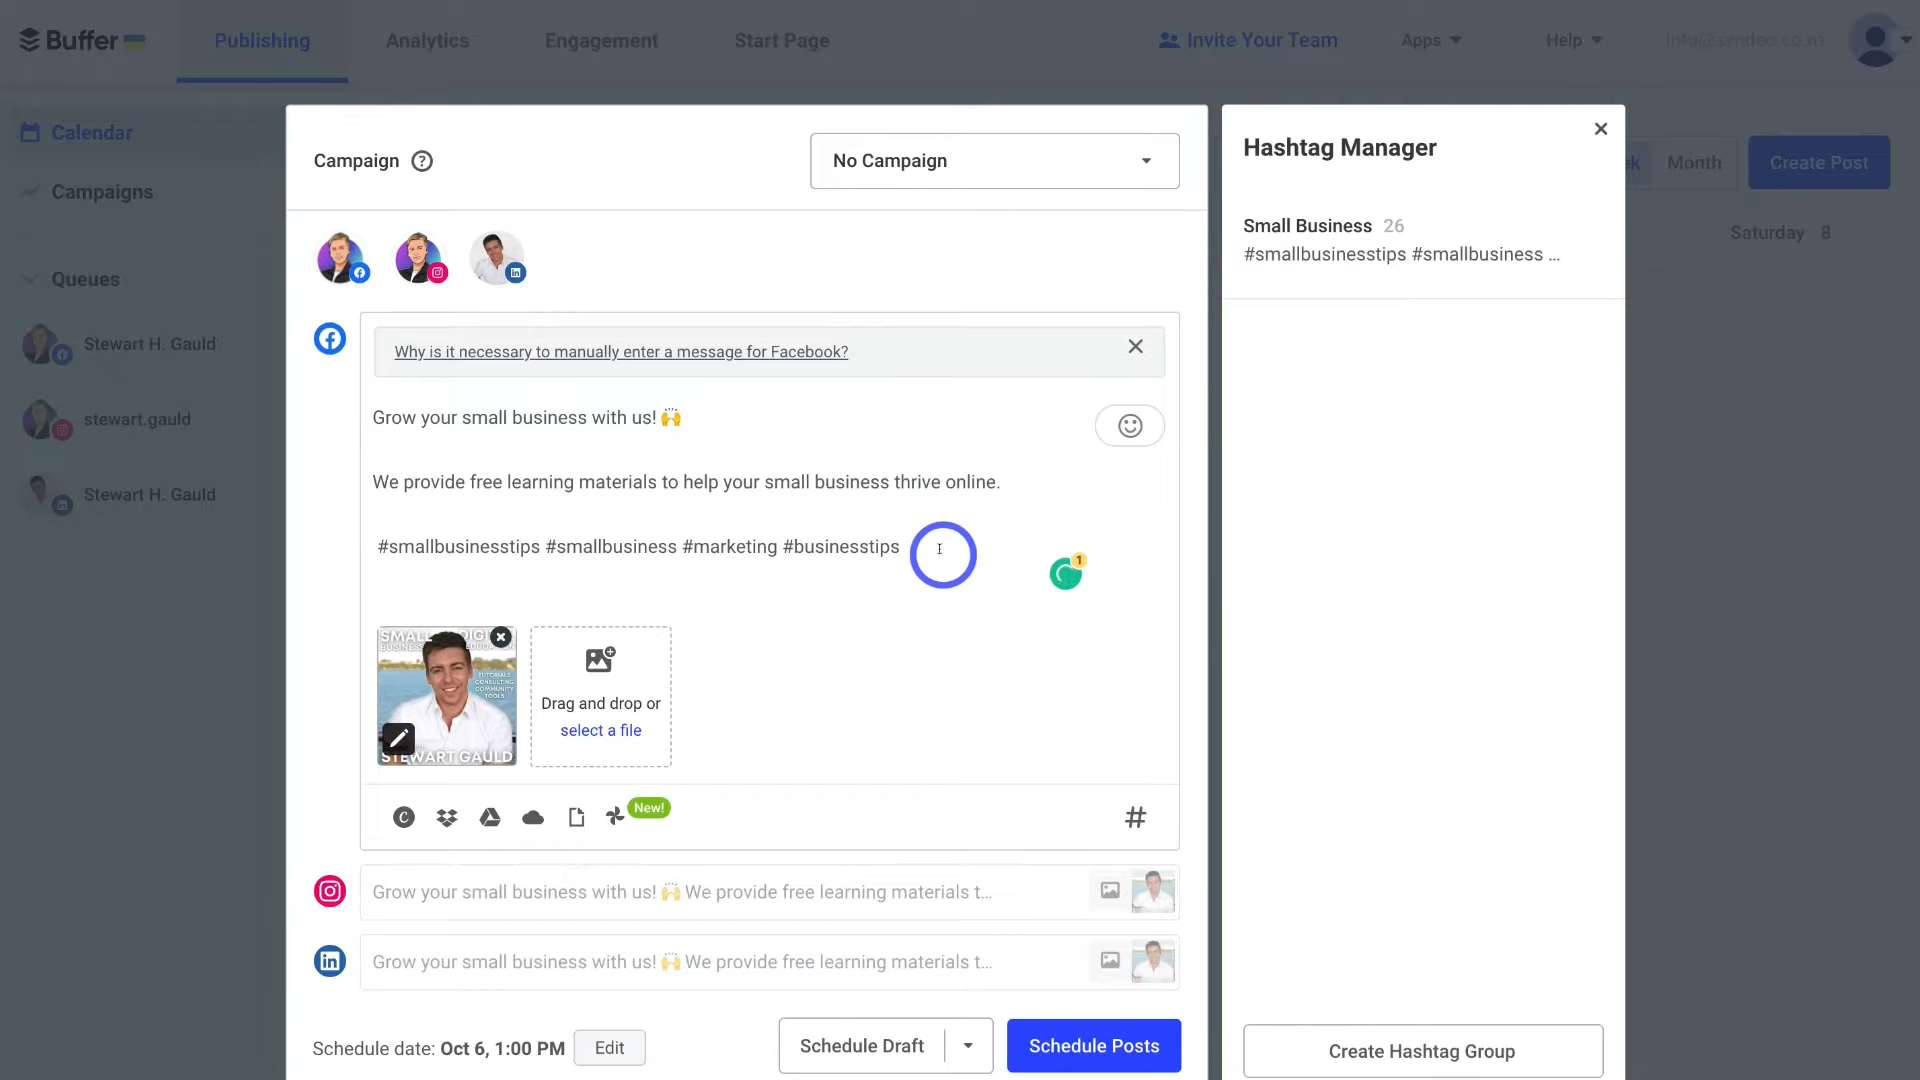 Buffer
Publishing
Analytics
Engagement
Start Page
Invite Your Team
Apps
Help
Calendar
Campaigns
Queues
Stewart H. Gauld
stewart.gauld
Stewart H. Gauld
Campaign ?
No Campaign
Why is it necessary to manually enter a message for Facebook?
Grow your small business with us! 🙌
We provide free learning materials to help your small business thrive online.
#smallbusinesstips #smallbusiness #marketing #businesstips
1
TUTORIALS
CONSULTING
COMMUNITY
TOOLS
STEWART GAULD
Drag and drop or
select a file
New!
#
Grow your small business with us! 🙌 We provide free learning materials t...
Grow your small business with us! 🙌 We provide free learning materials t...
Schedule date: Oct 6, 1:00 PM
Edit
Schedule Draft
Schedule Posts
Hashtag Manager
Small Business 26
#smallbusinesstips #smallbusiness ...
Create Hashtag Group
Month
Create Post
Saturday 8